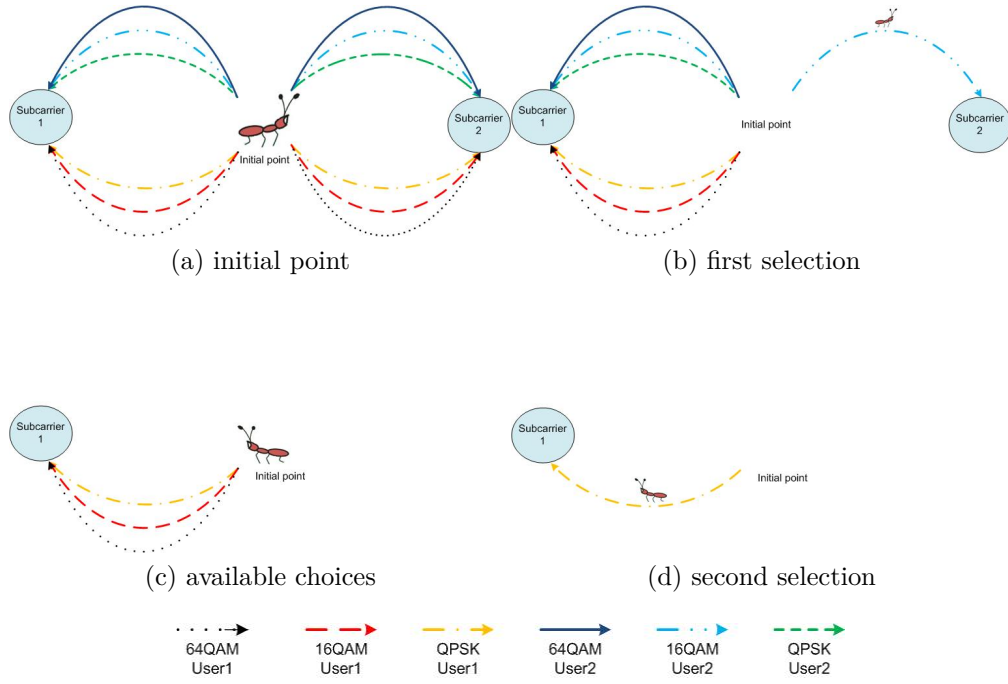 Subcarrier
1
Initial point
Subcarrier
2
(a) initial point
Subcarrier
1
Initial point
Subcarrier
2
(b) first selection
Subcarrier
1
Initial point
(c) available choices
Subcarrier
1
Initial point
(d) second selection
64QAM
User1
16QAM
User1
QPSK
User1
64QAM
User2
16QAM
User2
QPSK
User2